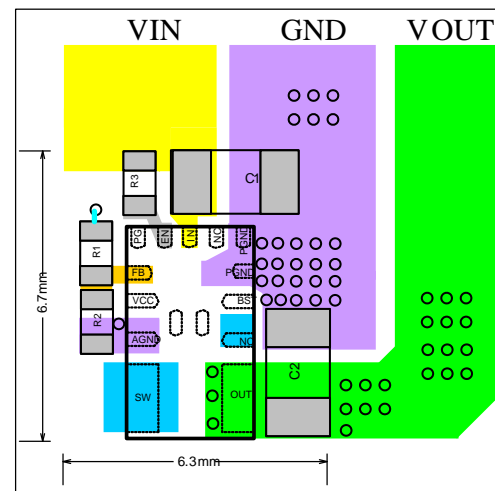 VIN GND VOUT
R3
C1
PG EN IN NC PGND
R1
FB PGND
R2
VCC BST
AGND NC
C2
SW OUT
6.7mm
6.3mm